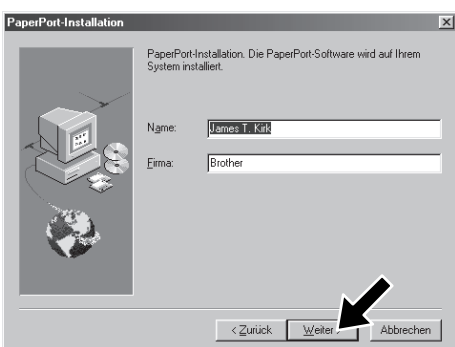 PaperPort-Installation
PaperPort-Installation. Die PaperPort-Software wird auf Ihrem
System installiert.
Name: James T. Kirk
Firma: Brother
< Zurück Weiter > Abbrechen